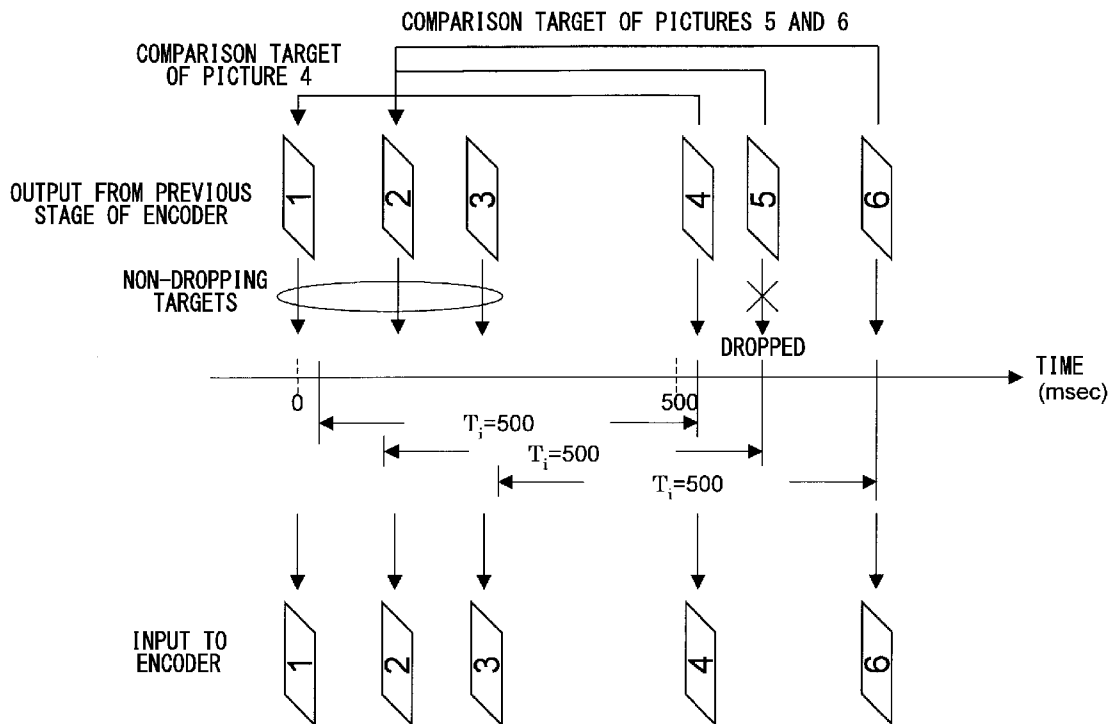 COMPARISON TARGET OF PICTURES 5 AND 6
COMPARISON TARGET
OF PICTURE 4
OUTPUT FROM PREVIOUS
STAGE OF ENCODER
1
2
3
4
5
6
NON-DROPPING
TARGETS
DROPPED
TIME
(msec)
0
500
Ti=500
Ti=500
Ti=500
INPUT TO
ENCODER
1
2
3
4
6